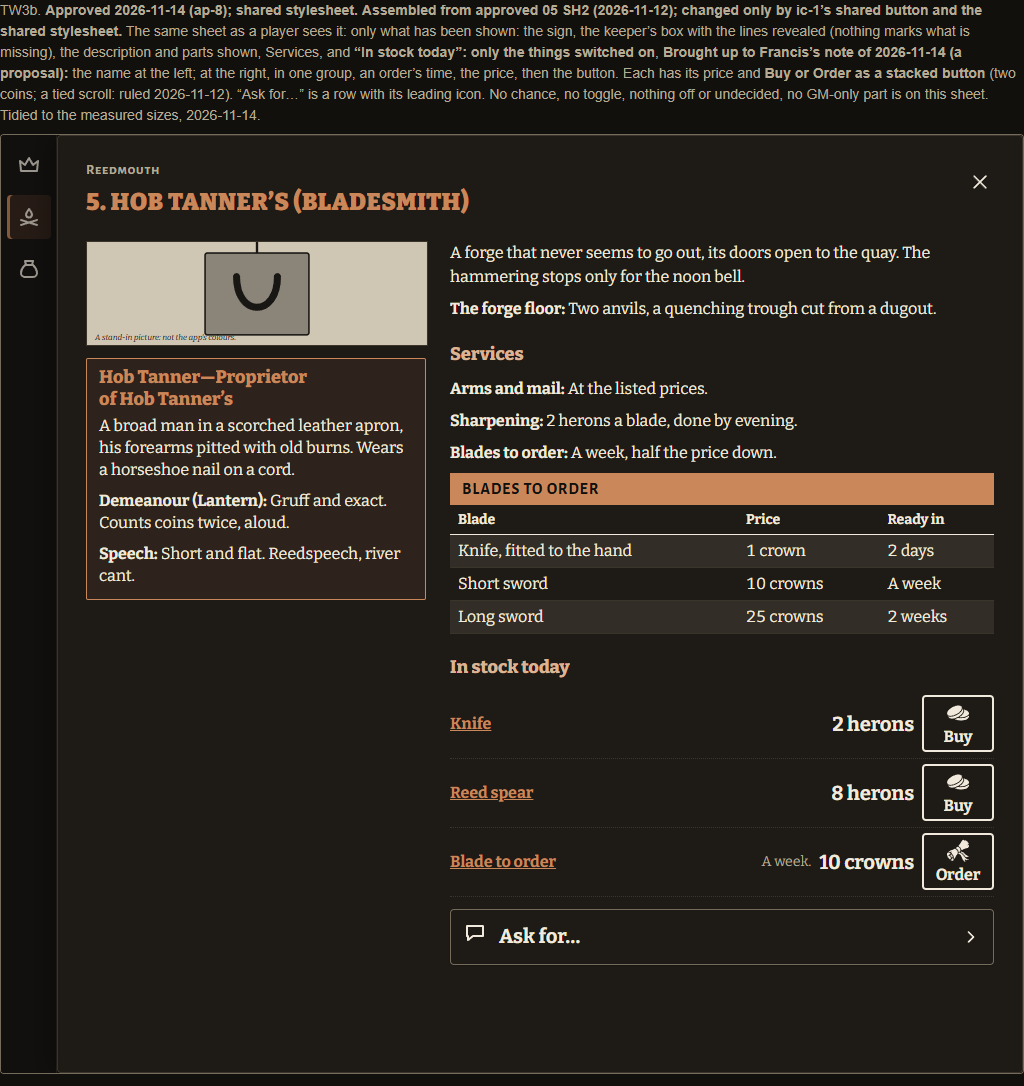 TW3b. Approved 2026-11-14 (ap-8); shared stylesheet. Assembled from approved 05 SH2 (2026-11-12); changed only by ic-1’s shared button and the
shared stylesheet. The same sheet as a player sees it: only what has been shown: the sign, the keeper’s box with the lines revealed (nothing marks what is
missing), the description and parts shown, Services, and “In stock today”: only the things switched on. Brought up to Francis’s note of 2026-11-14 (a
proposal): the name at the left; at the right, in one group, an order’s time, the price, then the button. Each has its price and Buy or Order as a stacked button (two
coins; a tied scroll: ruled 2026-11-12). “Ask for…” is a row with its leading icon. No chance, no toggle, nothing off or undecided, no GM-only part is on this sheet.
Tidied to the measured sizes, 2026-11-14.
Reedmouth
5. HOB TANNER’S (BLADESMITH)
A stand-in picture: not the app’s colours.
Hob Tanner—Proprietor
of Hob Tanner’s
A broad man in a scorched leather apron,
his forearms pitted with old burns. Wears
a horseshoe nail on a cord.
Demeanour (Lantern): Gruff and exact.
Counts coins twice, aloud.
Speech: Short and flat. Reedspeech, river
cant.
A forge that never seems to go out, its doors open to the quay. The
hammering stops only for the noon bell.
The forge floor: Two anvils, a quenching trough cut from a dugout.
Services
Arms and mail: At the listed prices.
Sharpening: 2 herons a blade, done by evening.
Blades to order: A week, half the price down.
BLADES TO ORDER
Blade Price Ready in
Knife, fitted to the hand 1 crown 2 days
Short sword 10 crowns A week
Long sword 25 crowns 2 weeks
In stock today
Knife 2 herons Buy
Reed spear 8 herons Buy
Blade to order A week. 10 crowns Order
Ask for…